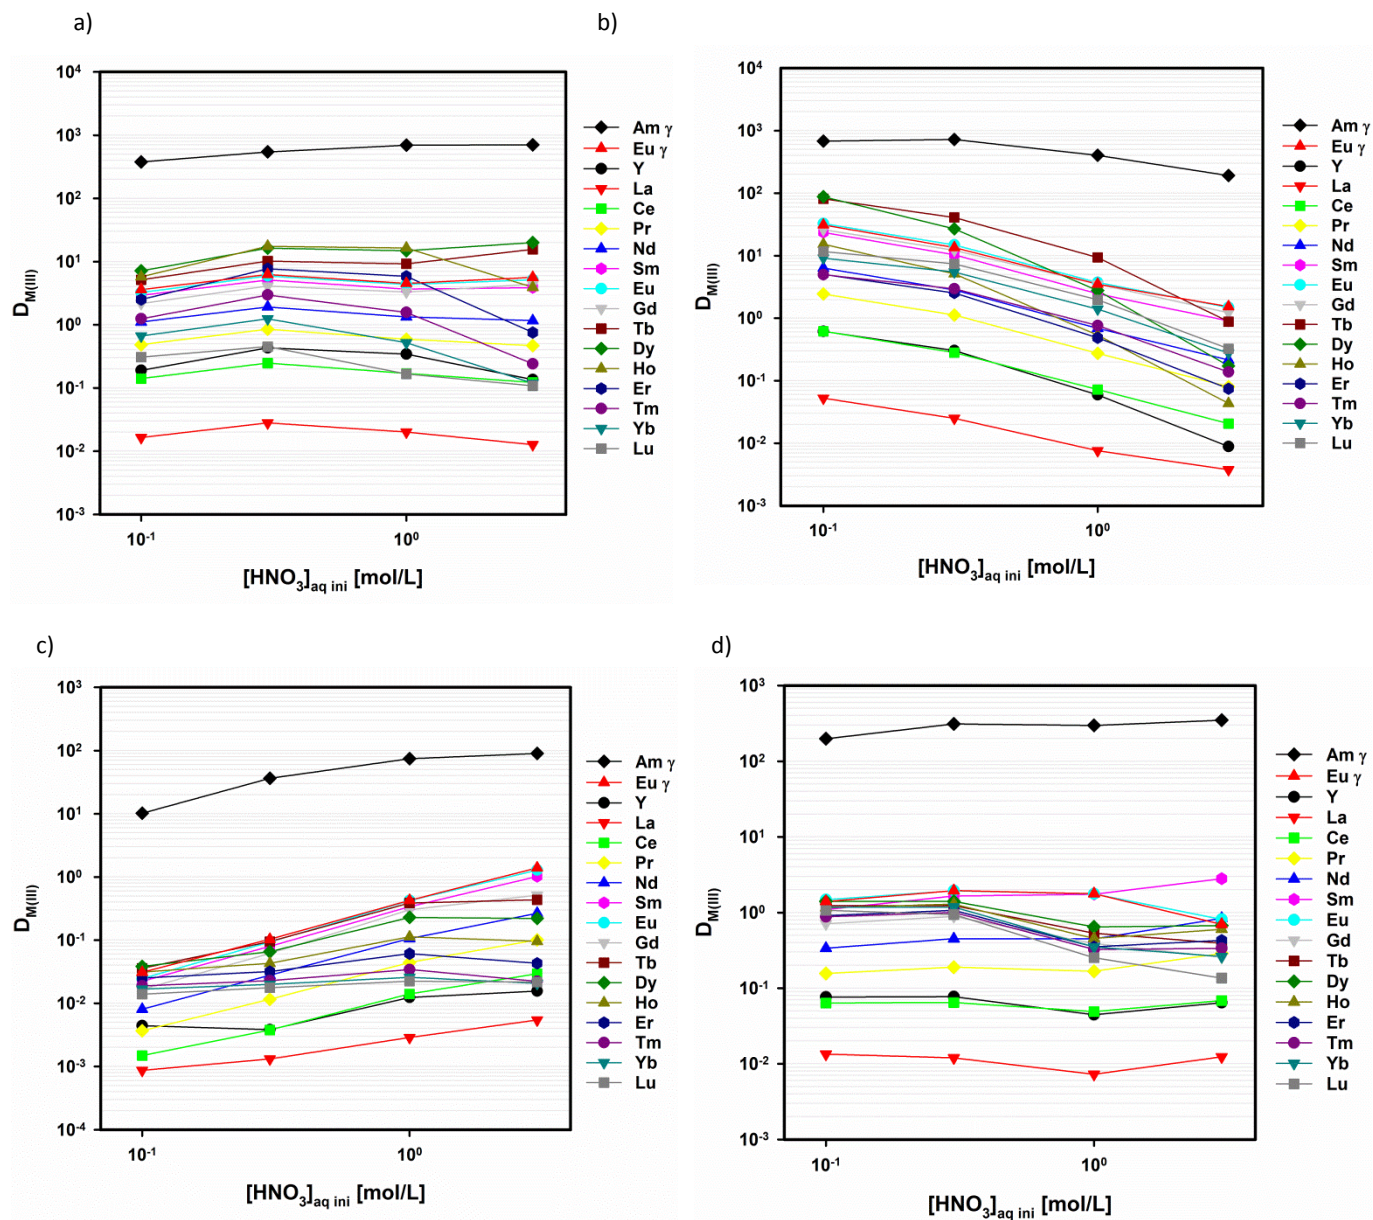 a)
10⁴
10³
10²
10¹
10⁰
10⁻¹
10⁻²
10⁻³
D_M(III)
10⁻¹
10⁰
[HNO₃]aq ini [mol/L]
Am γ
Eu γ
Y
La
Ce
Pr
Nd
Sm
Eu
Gd
Tb
Dy
Ho
Er
Tm
Yb
Lu
b)
10⁴
10³
10²
10¹
10⁰
10⁻¹
10⁻²
10⁻³
D_M(III)
10⁻¹
10⁰
[HNO₃]aq ini [mol/L]
Am γ
Eu γ
Y
La
Ce
Pr
Nd
Sm
Eu
Gd
Tb
Dy
Ho
Er
Tm
Yb
Lu
c)
10³
10²
10¹
10⁰
10⁻¹
10⁻²
10⁻³
10⁻⁴
D_M(III)
10⁻¹
10⁰
[HNO₃]aq ini [mol/L]
Am γ
Eu γ
Y
La
Ce
Pr
Nd
Sm
Eu
Gd
Tb
Dy
Ho
Er
Tm
Yb
Lu
d)
10³
10²
10¹
10⁰
10⁻¹
10⁻²
10⁻³
D_M(III)
10⁻¹
10⁰
[HNO₃]aq ini [mol/L]
Am γ
Eu γ
Y
La
Ce
Pr
Nd
Sm
Eu
Gd
Tb
Dy
Ho
Er
Tm
Yb
Lu